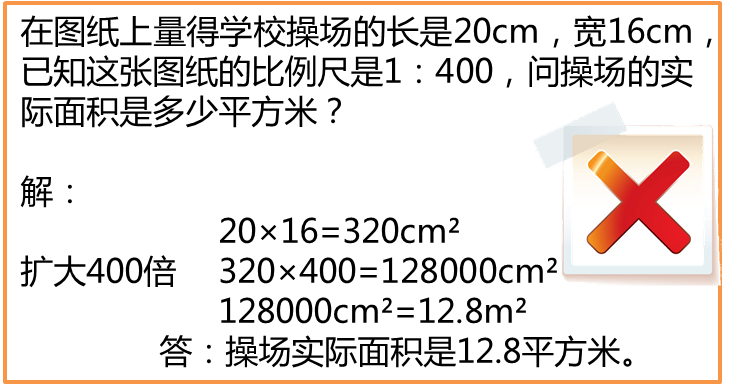 在图纸上量得学校操场的长是20cm，宽16cm，
已知这张图纸的比例尺是1：400，问操场的实
际面积是多少平方米？
解：
20×16=320cm²
扩大400倍 320×400=128000cm²
128000cm²=12.8m²
答：操场实际面积是12.8平方米。